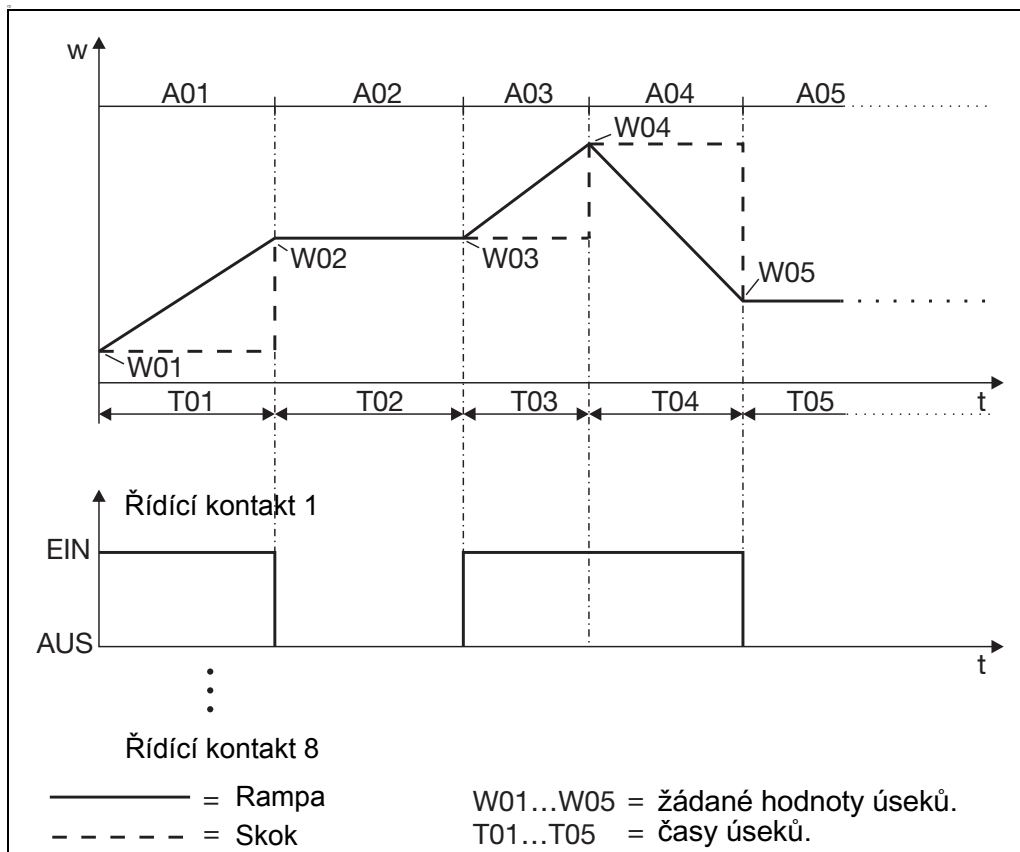 w
A01 A02 A03 A04 A05
W04
W02 W03 W05
W01
t
T01 T02 T03 T04 T05
Řídící kontakt 1
EIN
AUS
t
Řídící kontakt 8
= Rampa W01...W05 = žádané hodnoty úseků.
= Skok T01...T05 = časy úseků.